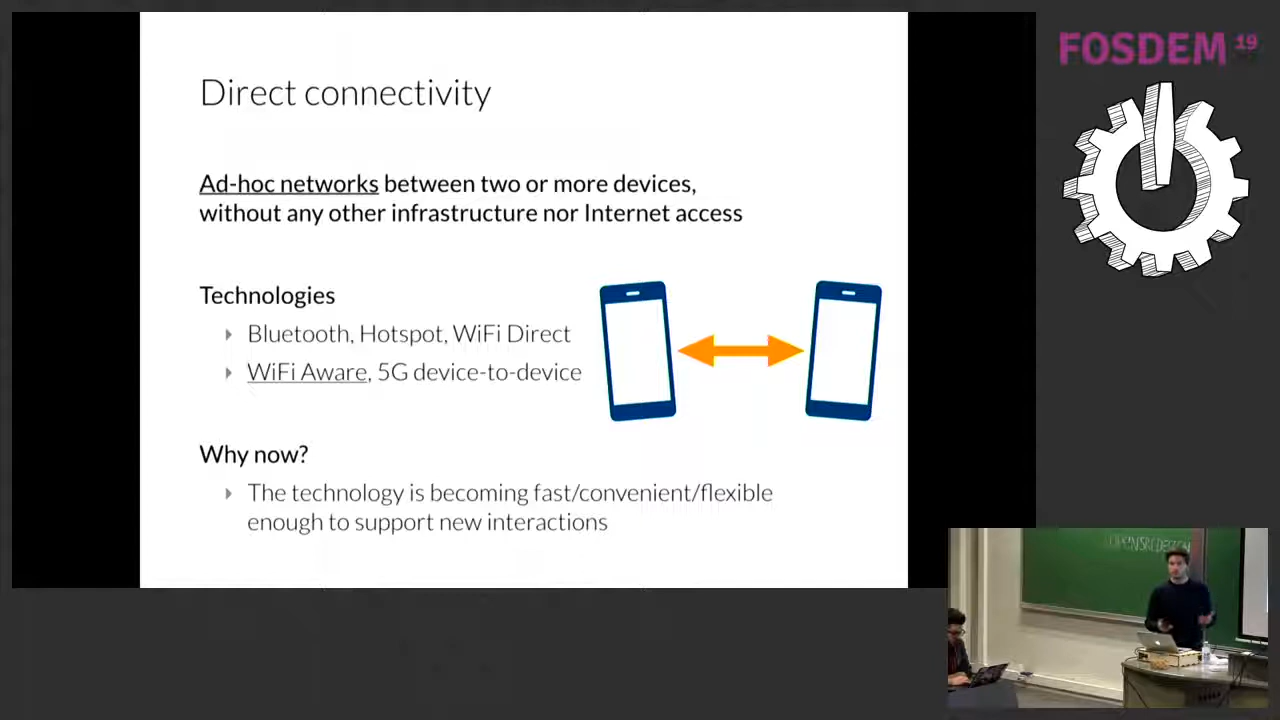 Direct connectivity
Ad-hoc networks between two or more devices,
without any other infrastructure nor Internet access
Technologies
Bluetooth, Hotspot, WiFi Direct
WiFi Aware, 5G device-to-device
Why now?
The technology is becoming fast/convenient/flexible
enough to support new interactions
FOSDEM 19